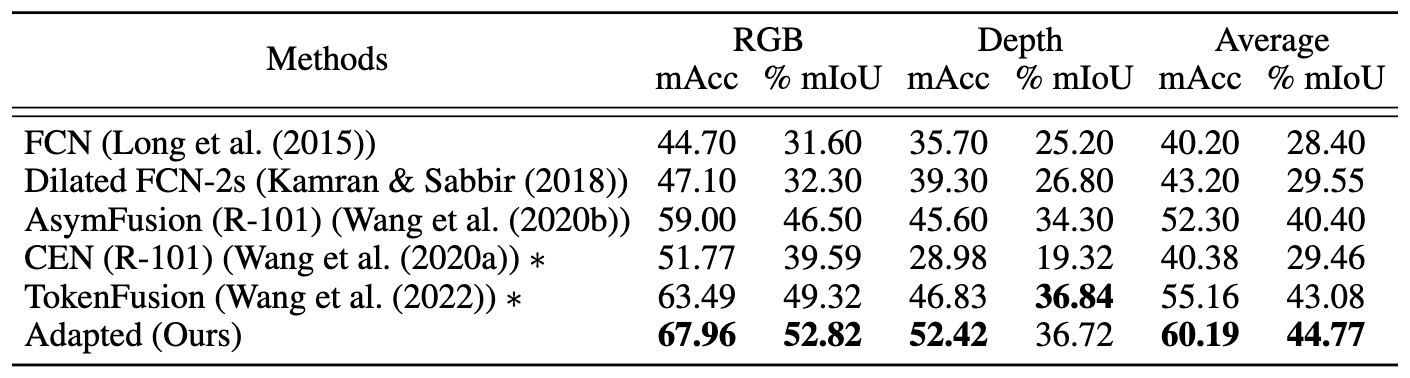 Methods RGB Depth Average
mAcc % mIoU mAcc % mIoU mAcc % mIoU
FCN (Long et al. (2015)) 44.70 31.60 35.70 25.20 40.20 28.40
Dilated FCN-2s (Kamran & Sabbir (2018)) 47.10 32.30 39.30 26.80 43.20 29.55
AsymFusion (R-101) (Wang et al. (2020b)) 59.00 46.50 45.60 34.30 52.30 40.40
CEN (R-101) (Wang et al. (2020a)) ∗ 51.77 39.59 28.98 19.32 40.38 29.46
TokenFusion (Wang et al. (2022)) ∗ 63.49 49.32 46.83 36.84 55.16 43.08
Adapted (Ours) 67.96 52.82 52.42 36.72 60.19 44.77